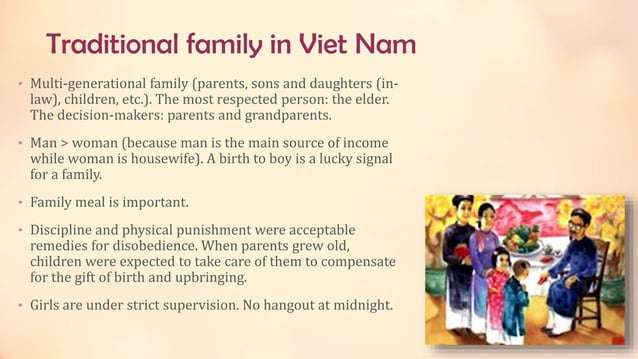 Traditional family in Viet Nam
• Multi-generational family (parents, sons and daughters (in-
law), children, etc.). The most respected person: the elder.
The decision-makers: parents and grandparents.
• Man > woman (because man is the main source of income
while woman is housewife). A birth to boy is a lucky signal
for a family.
• Family meal is important.
• Discipline and physical punishment were acceptable
remedies for disobedience. When parents grew old,
children were expected to take care of them to compensate
for the gift of birth and upbringing.
• Girls are under strict supervision. No hangout at midnight.